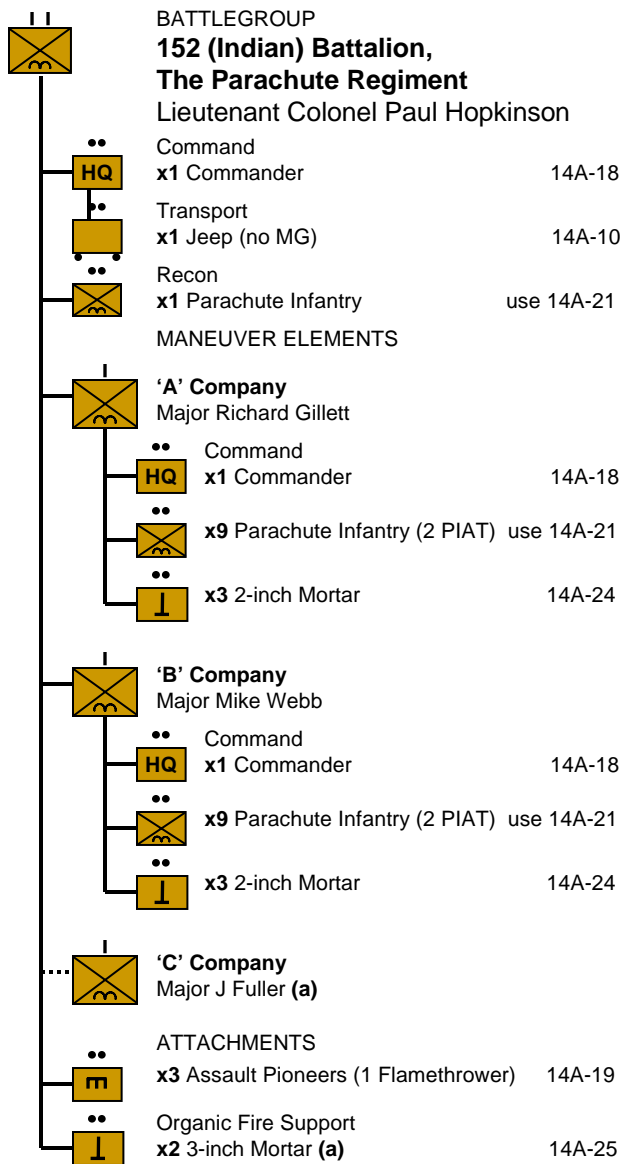 BATTLEGROUP
152 (Indian) Battalion,
The Parachute Regiment
Lieutenant Colonel Paul Hopkinson
Command
HQ x1 Commander 14A-18
Transport
x1 Jeep (no MG) 14A-10
Recon
x1 Parachute Infantry use 14A-21
MANEUVER ELEMENTS
‘A’ Company
Major Richard Gillett
Command
HQ x1 Commander 14A-18
x9 Parachute Infantry (2 PIAT) use 14A-21
x3 2-inch Mortar 14A-24
‘B’ Company
Major Mike Webb
Command
HQ x1 Commander 14A-18
x9 Parachute Infantry (2 PIAT) use 14A-21
x3 2-inch Mortar 14A-24
‘C’ Company
Major J Fuller (a)
ATTACHMENTS
x3 Assault Pioneers (1 Flamethrower) 14A-19
Organic Fire Support
x2 3-inch Mortar (a) 14A-25